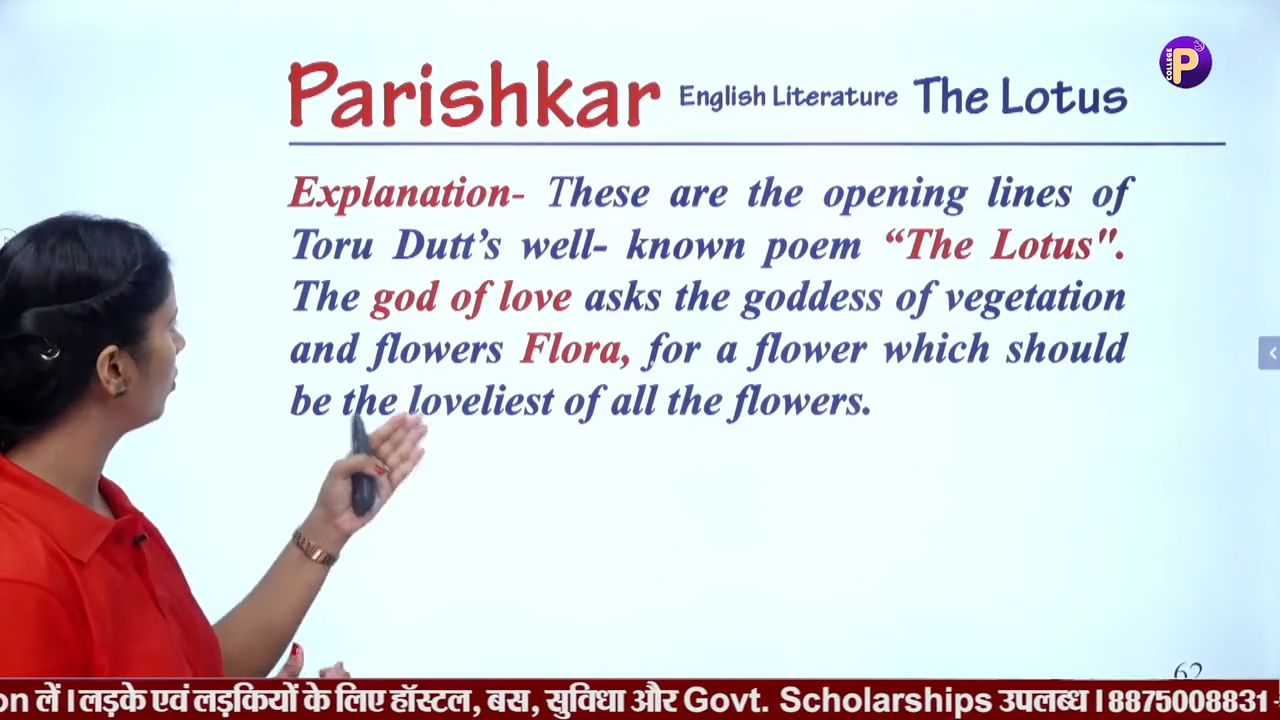 Parishkar English Literature The Lotus
COLLEGE P
Explanation- These are the opening lines of
Toru Dutt’s well- known poem “The Lotus".
The god of love asks the goddess of vegetation
and flowers Flora, for a flower which should
be the loveliest of all the flowers.
62
on लें । लड़के एवं लड़कियों के लिए हॉस्टल, बस, सुविधा और Govt. Scholarships उपलब्ध । 8875008831